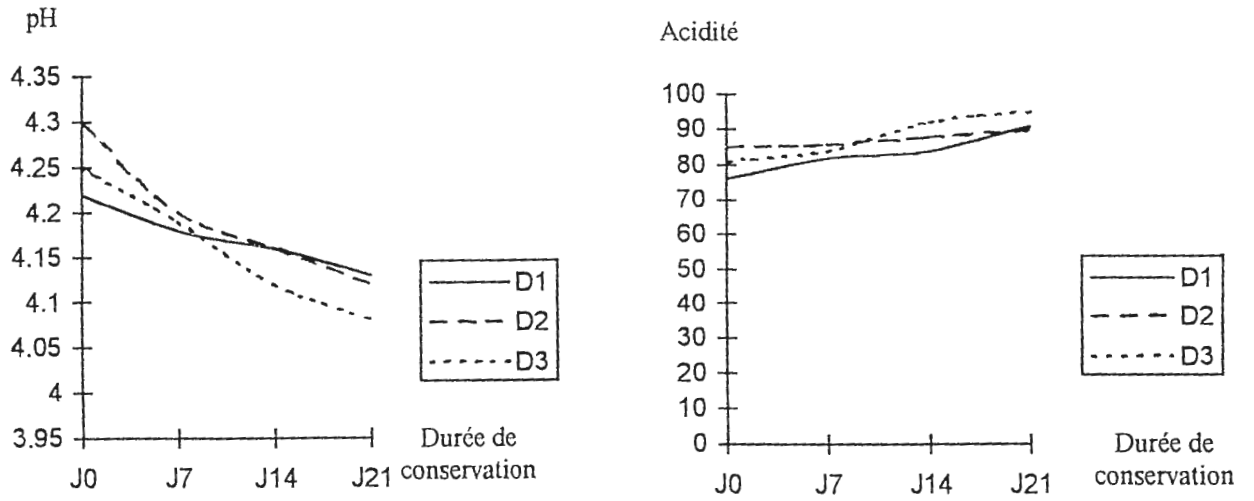 pH
4.35
4.3
4.25
4.2
4.15
4.1
4.05
4
3.95
J0 J7 J14 J21
Durée de
conservation
D1
D2
D3
Acidité
100
90
80
70
60
50
40
30
20
10
0
J0 J7 J14 J21
Durée de
conservation
D1
D2
D3